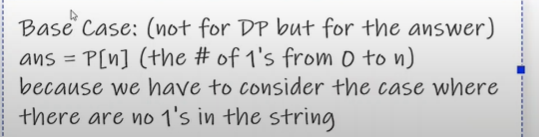 Base Case: (not for DP but for the answer)
ans = P[n] (the # of 1's from 0 to n)
because we have to consider the case where
there are no 1's in the string